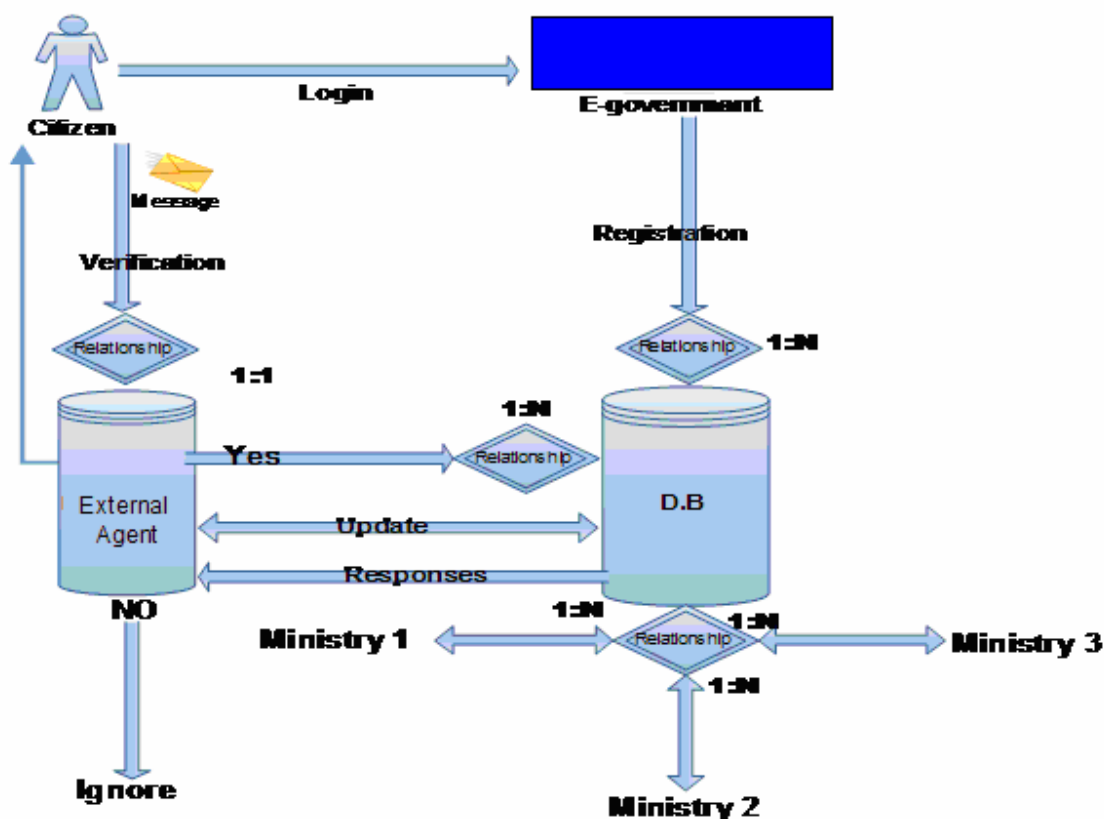 Login
E-government
Citizen
Message
Registration
Verification
Relationship
Relationship
1:N
1:1
1:N
Yes
Relationship
External
Agent
D.B
Update
Responses
NO
1:N
1:N
Ministry 1
Relationship
Ministry 3
1:N
Ignore
Ministry 2